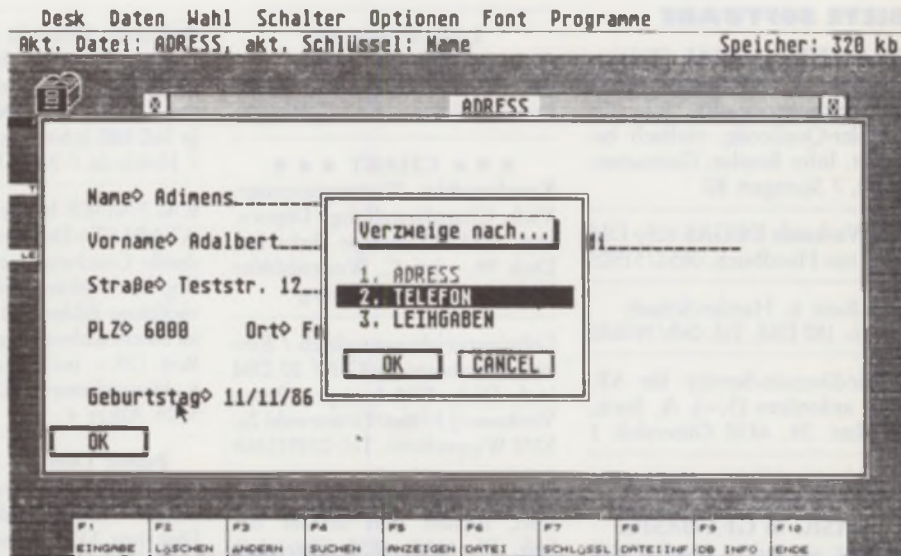 Desk Daten Wahl Schalter Optionen Font Programme
Akt. Datei: ADRESS, akt. Schlüssel: Name Speicher: 320 kb
ADRESS
Name Adimens
Vorname Adalbert
Straße Teststr. 12
PLZ 6000 Ort
Geburtstag 11/11/86
OK
Verzweige nach...
1. ADRESS
2. TELEFON
3. LEIHGABEN
OK CANCEL
F1 F2 F3 F4 F5 F6 F7 F8 F9 F10
EINGABE LöSCHEN ÄNDERN SUCHEN ANZEIGEN DATEI SCHLüSSL DATEIINF DB INFO ENDE